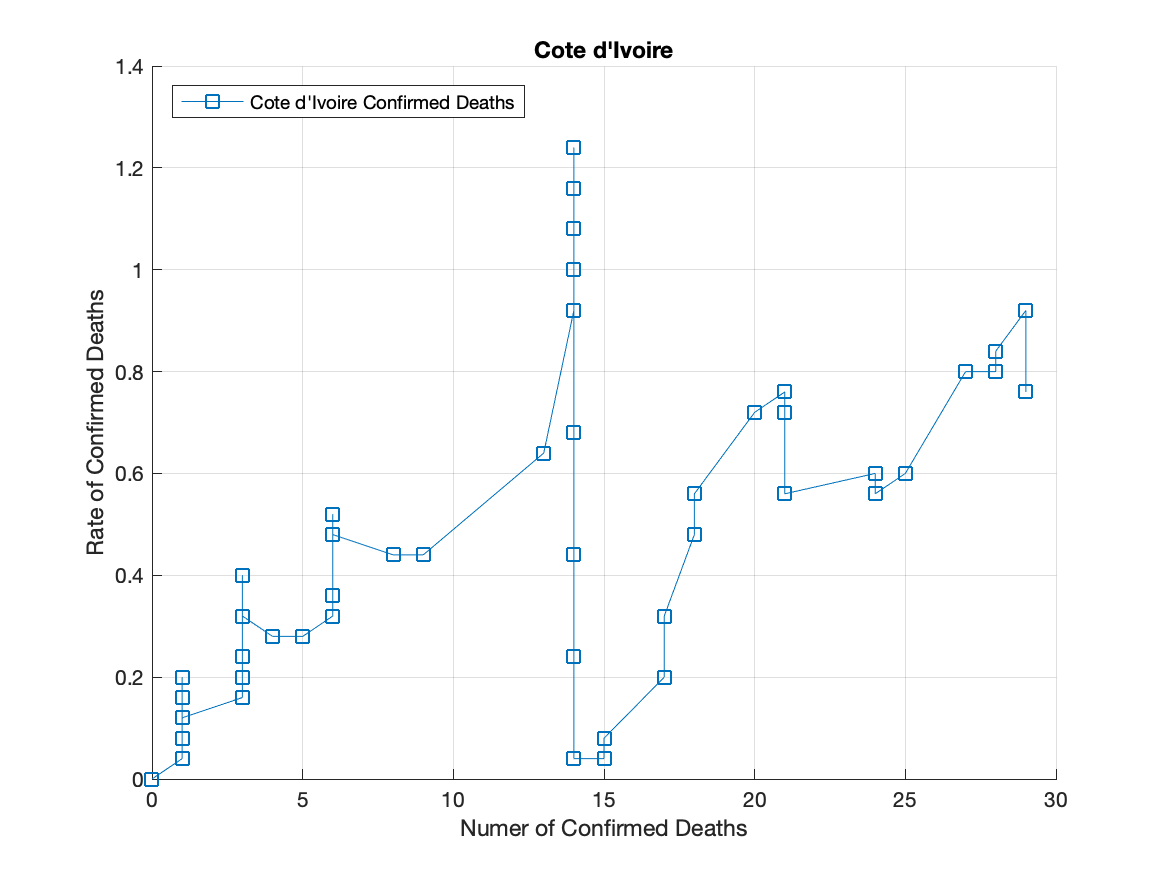 Cote d'Ivoire
Cote d'Ivoire Confirmed Deaths
1.4
1.2
1
0.8
0.6
0.4
0.2
0
Rate of Confirmed Deaths
0 5 10 15 20 25 30
Numer of Confirmed Deaths